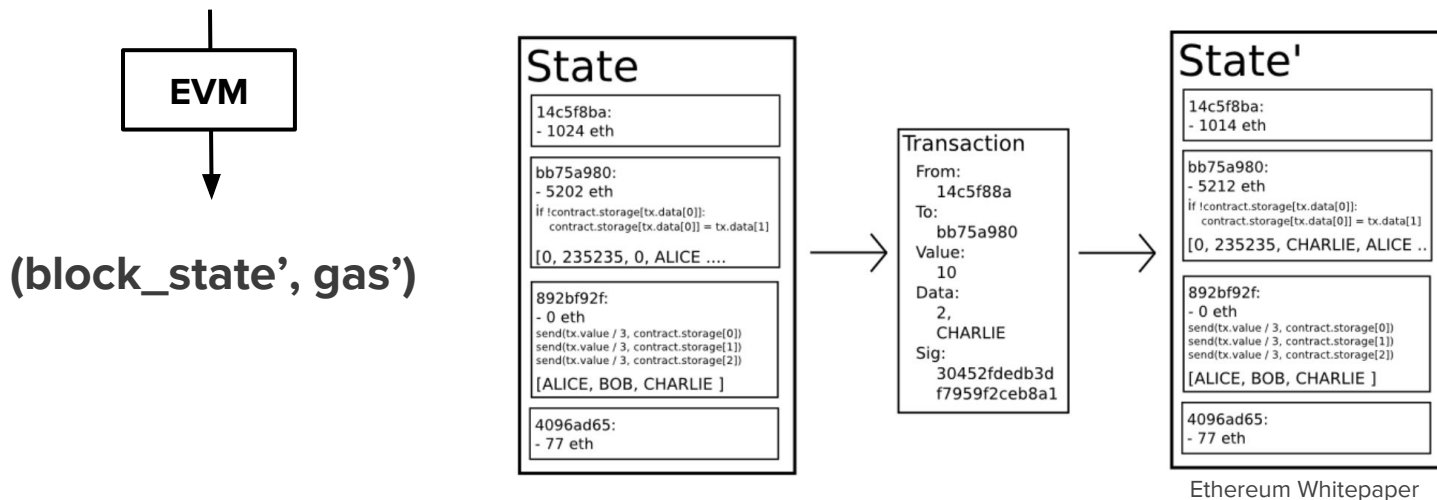 EVM
(block_state’, gas’)
State
14c5f8ba:
- 1024 eth
bb75a980:
- 5202 eth
if !contract.storage[tx.data[0]]:
contract.storage[tx.data[0]] = tx.data[1]
[0, 235235, 0, ALICE ....
892bf92f:
- 0 eth
send(tx.value / 3, contract.storage[0])
send(tx.value / 3, contract.storage[1])
send(tx.value / 3, contract.storage[2])
[ALICE, BOB, CHARLIE ]
4096ad65:
- 77 eth
Transaction
From:
14c5f88a
To:
bb75a980
Value:
10
Data:
2,
CHARLIE
Sig:
30452fdedb3d
f7959f2ceb8a1
State'
14c5f8ba:
- 1014 eth
bb75a980:
- 5212 eth
if !contract.storage[tx.data[0]]:
contract.storage[tx.data[0]] = tx.data[1]
[0, 235235, CHARLIE, ALICE ..
892bf92f:
- 0 eth
send(tx.value / 3, contract.storage[0])
send(tx.value / 3, contract.storage[1])
send(tx.value / 3, contract.storage[2])
[ALICE, BOB, CHARLIE ]
4096ad65:
- 77 eth
Ethereum Whitepaper